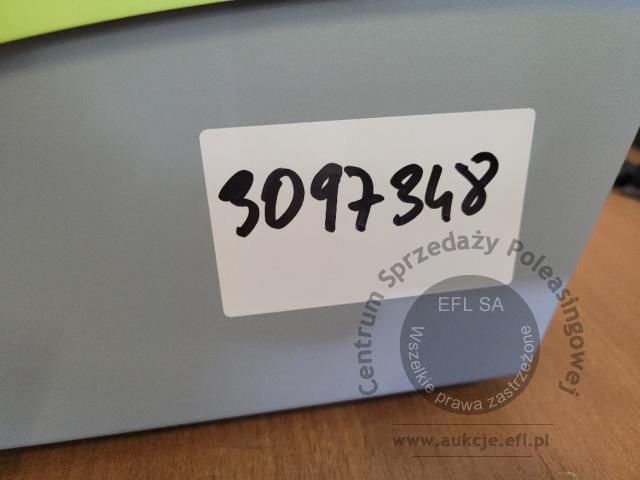 3097348
Centrum Sprzedaży Poleasingowej
EFL SA
Wszelkie prawa zastrzeżone
www.aukcje.efl.pl